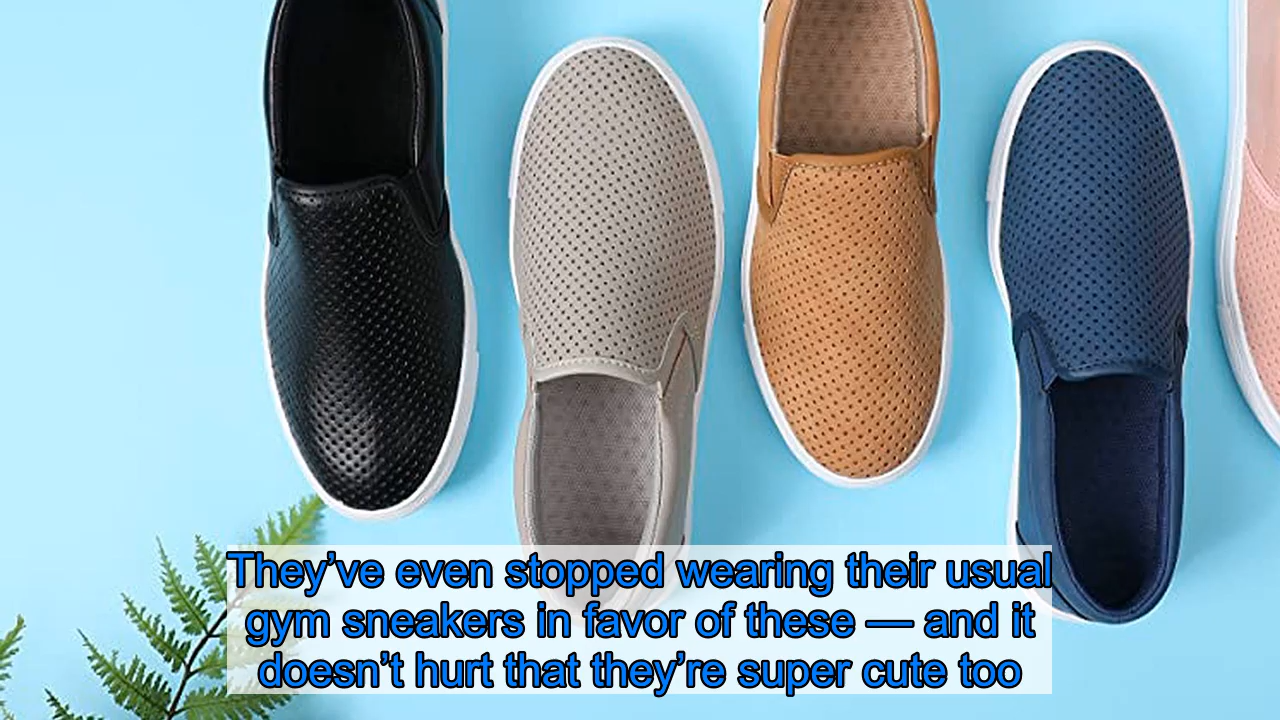 They’ve even stopped wearing their usual
gym sneakers in favor of these — and it
doesn’t hurt that they’re super cute too